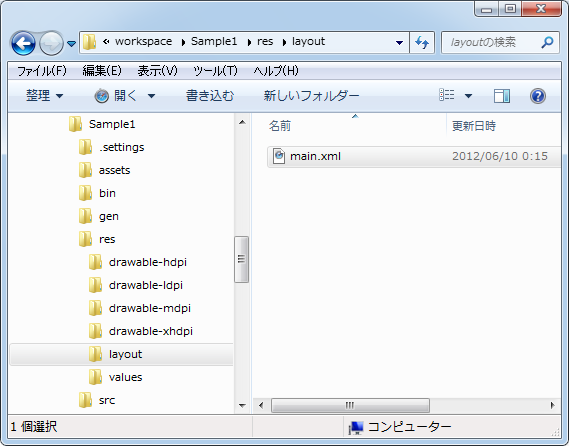 « workspace ▸ Sample1 ▸ res ▸ layout
layoutの検索
ファイル(F) 編集(E) 表示(V) ツール(T) ヘルプ(H)
整理 開く 書き込む 新しいフォルダー
Sample1
.settings
assets
bin
gen
res
drawable-hdpi
drawable-ldpi
drawable-mdpi
drawable-xhdpi
layout
values
src
名前 更新日時
main.xml 2012/06/10 0:15
1 個選択 コンピューター